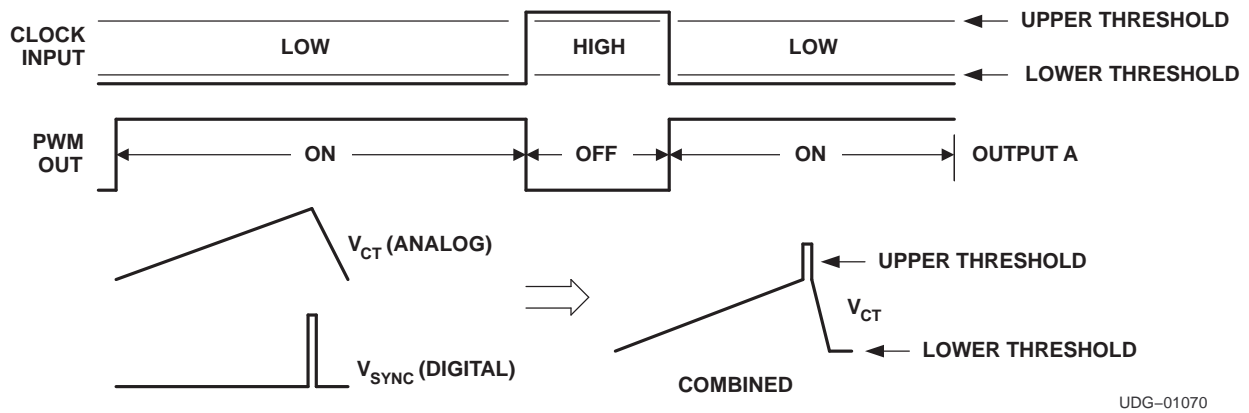 UPPER THRESHOLD
CLOCK
INPUT
LOW
HIGH
LOW
LOWER THRESHOLD
PWM
OUT
ON
OFF
ON
OUTPUT A
V_CT (ANALOG)
UPPER THRESHOLD
V_CT
V_SYNC (DIGITAL)
LOWER THRESHOLD
COMBINED
UDG–01070